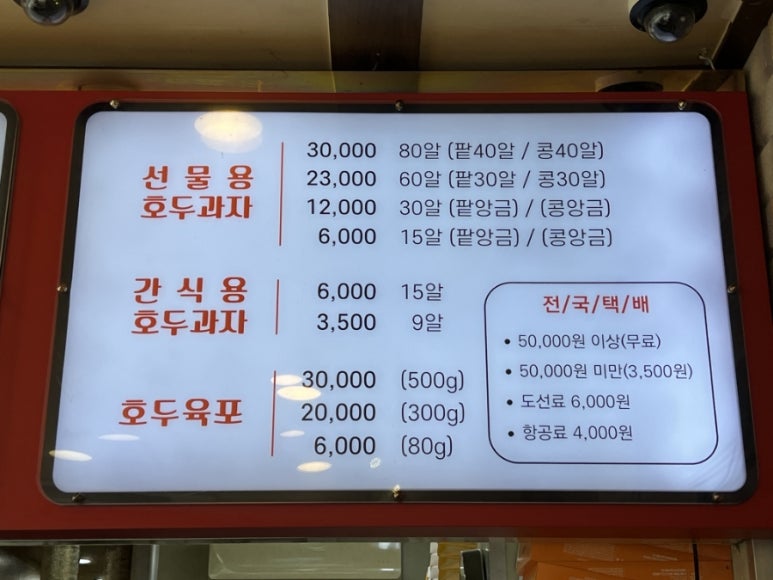 선물용
호두과자
30,000 80알 (팥40알 / 콩40알)
23,000 60알 (팥30알 / 콩30알)
12,000 30알 (팥앙금) / (콩앙금)
6,000 15알 (팥앙금) / (콩앙금)
간식용
호두과자
6,000 15알
3,500 9알
호두육포
30,000 (500g)
20,000 (300g)
6,000 (80g)
전/국/택/배
• 50,000원 이상(무료)
• 50,000원 미만(3,500원)
• 도선료 6,000원
• 항공료 4,000원